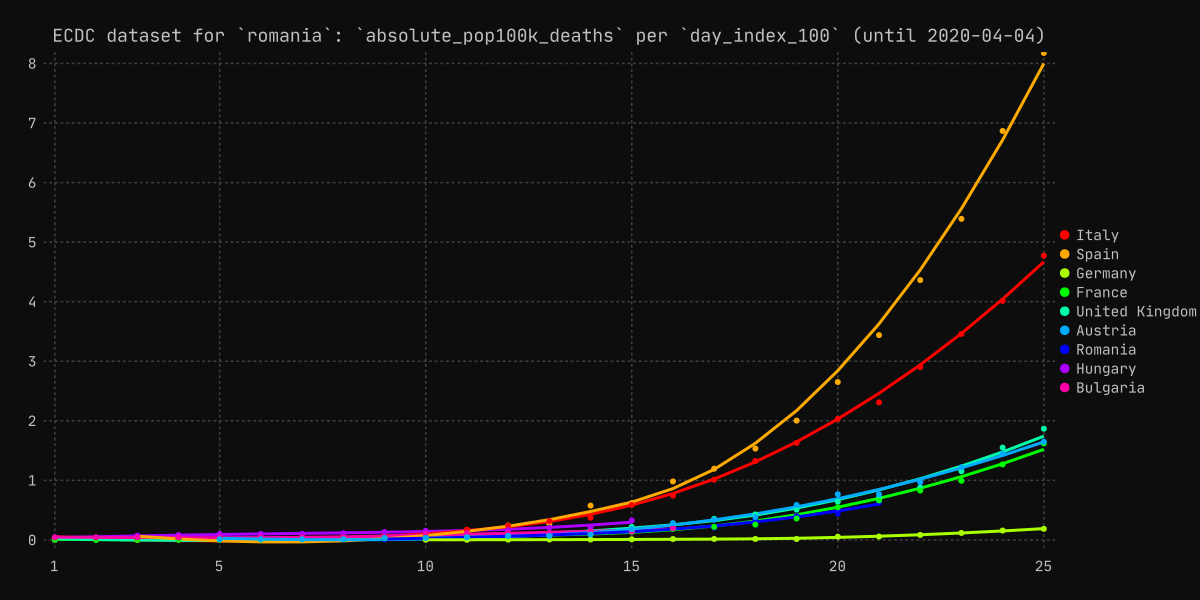 ECDC dataset for `romania`: `absolute_pop100k_deaths` per `day_index_100` (until 2020-04-04)
8
7
6
5
4
3
2
1
0
1 5 10 15 20 25
Italy
Spain
Germany
France
United Kingdom
Austria
Romania
Hungary
Bulgaria